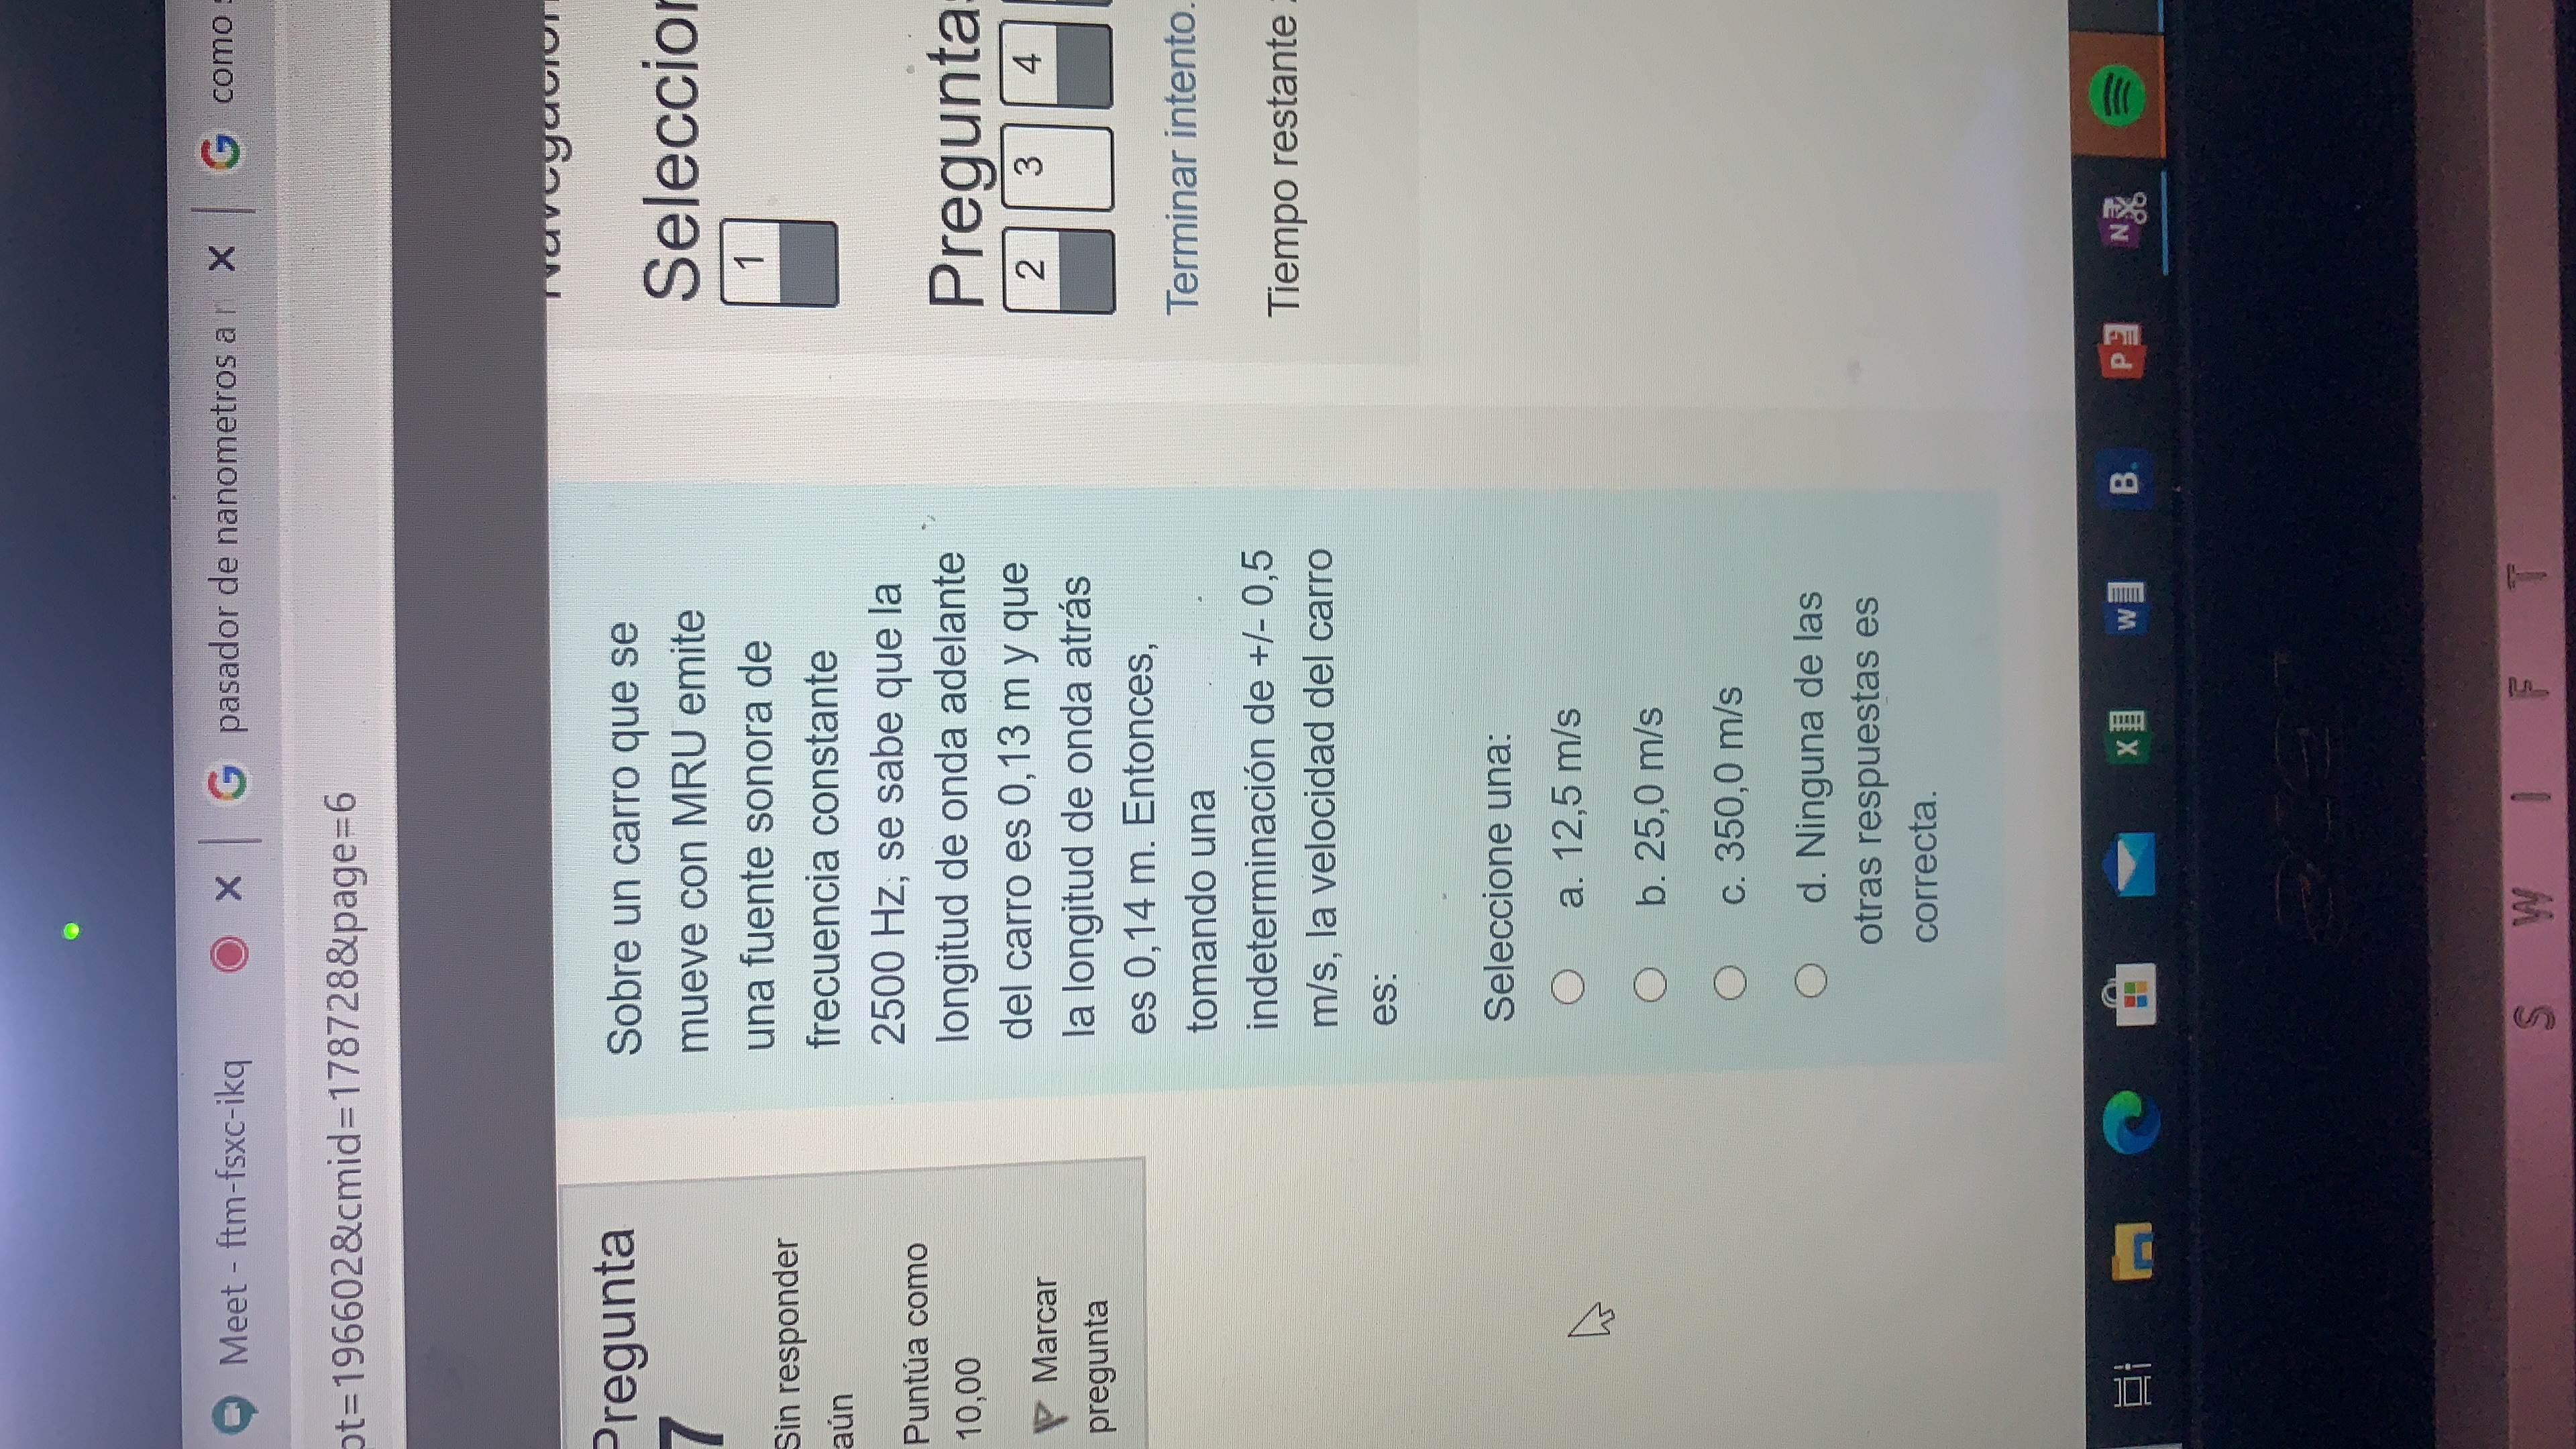 Meet - ftm-fsxc-ikq
pasador de nanometros a
como
ot=196602&cmid=178728&page=6
Pregunta
7
Sin responder
aún
Puntúa como
10,00
Marcar
pregunta
Sobre un carro que se
mueve con MRU emite
una fuente sonora de
frecuencia constante
2500 Hz, se sabe que la
longitud de onda adelante
del carro es 0,13 m y que
la longitud de onda atrás
es 0,14 m. Entonces,
tomando una
indeterminación de +/- 0,5
m/s, la velocidad del carro
es:
Seleccione una:
a. 12,5 m/s
b. 25,0 m/s
c. 350,0 m/s
d. Ninguna de las
otras respuestas es
correcta.
Navegación
Seleccion
1
Pregunta
2 3 4
Terminar intento.
Tiempo restante
B.
SWIFT